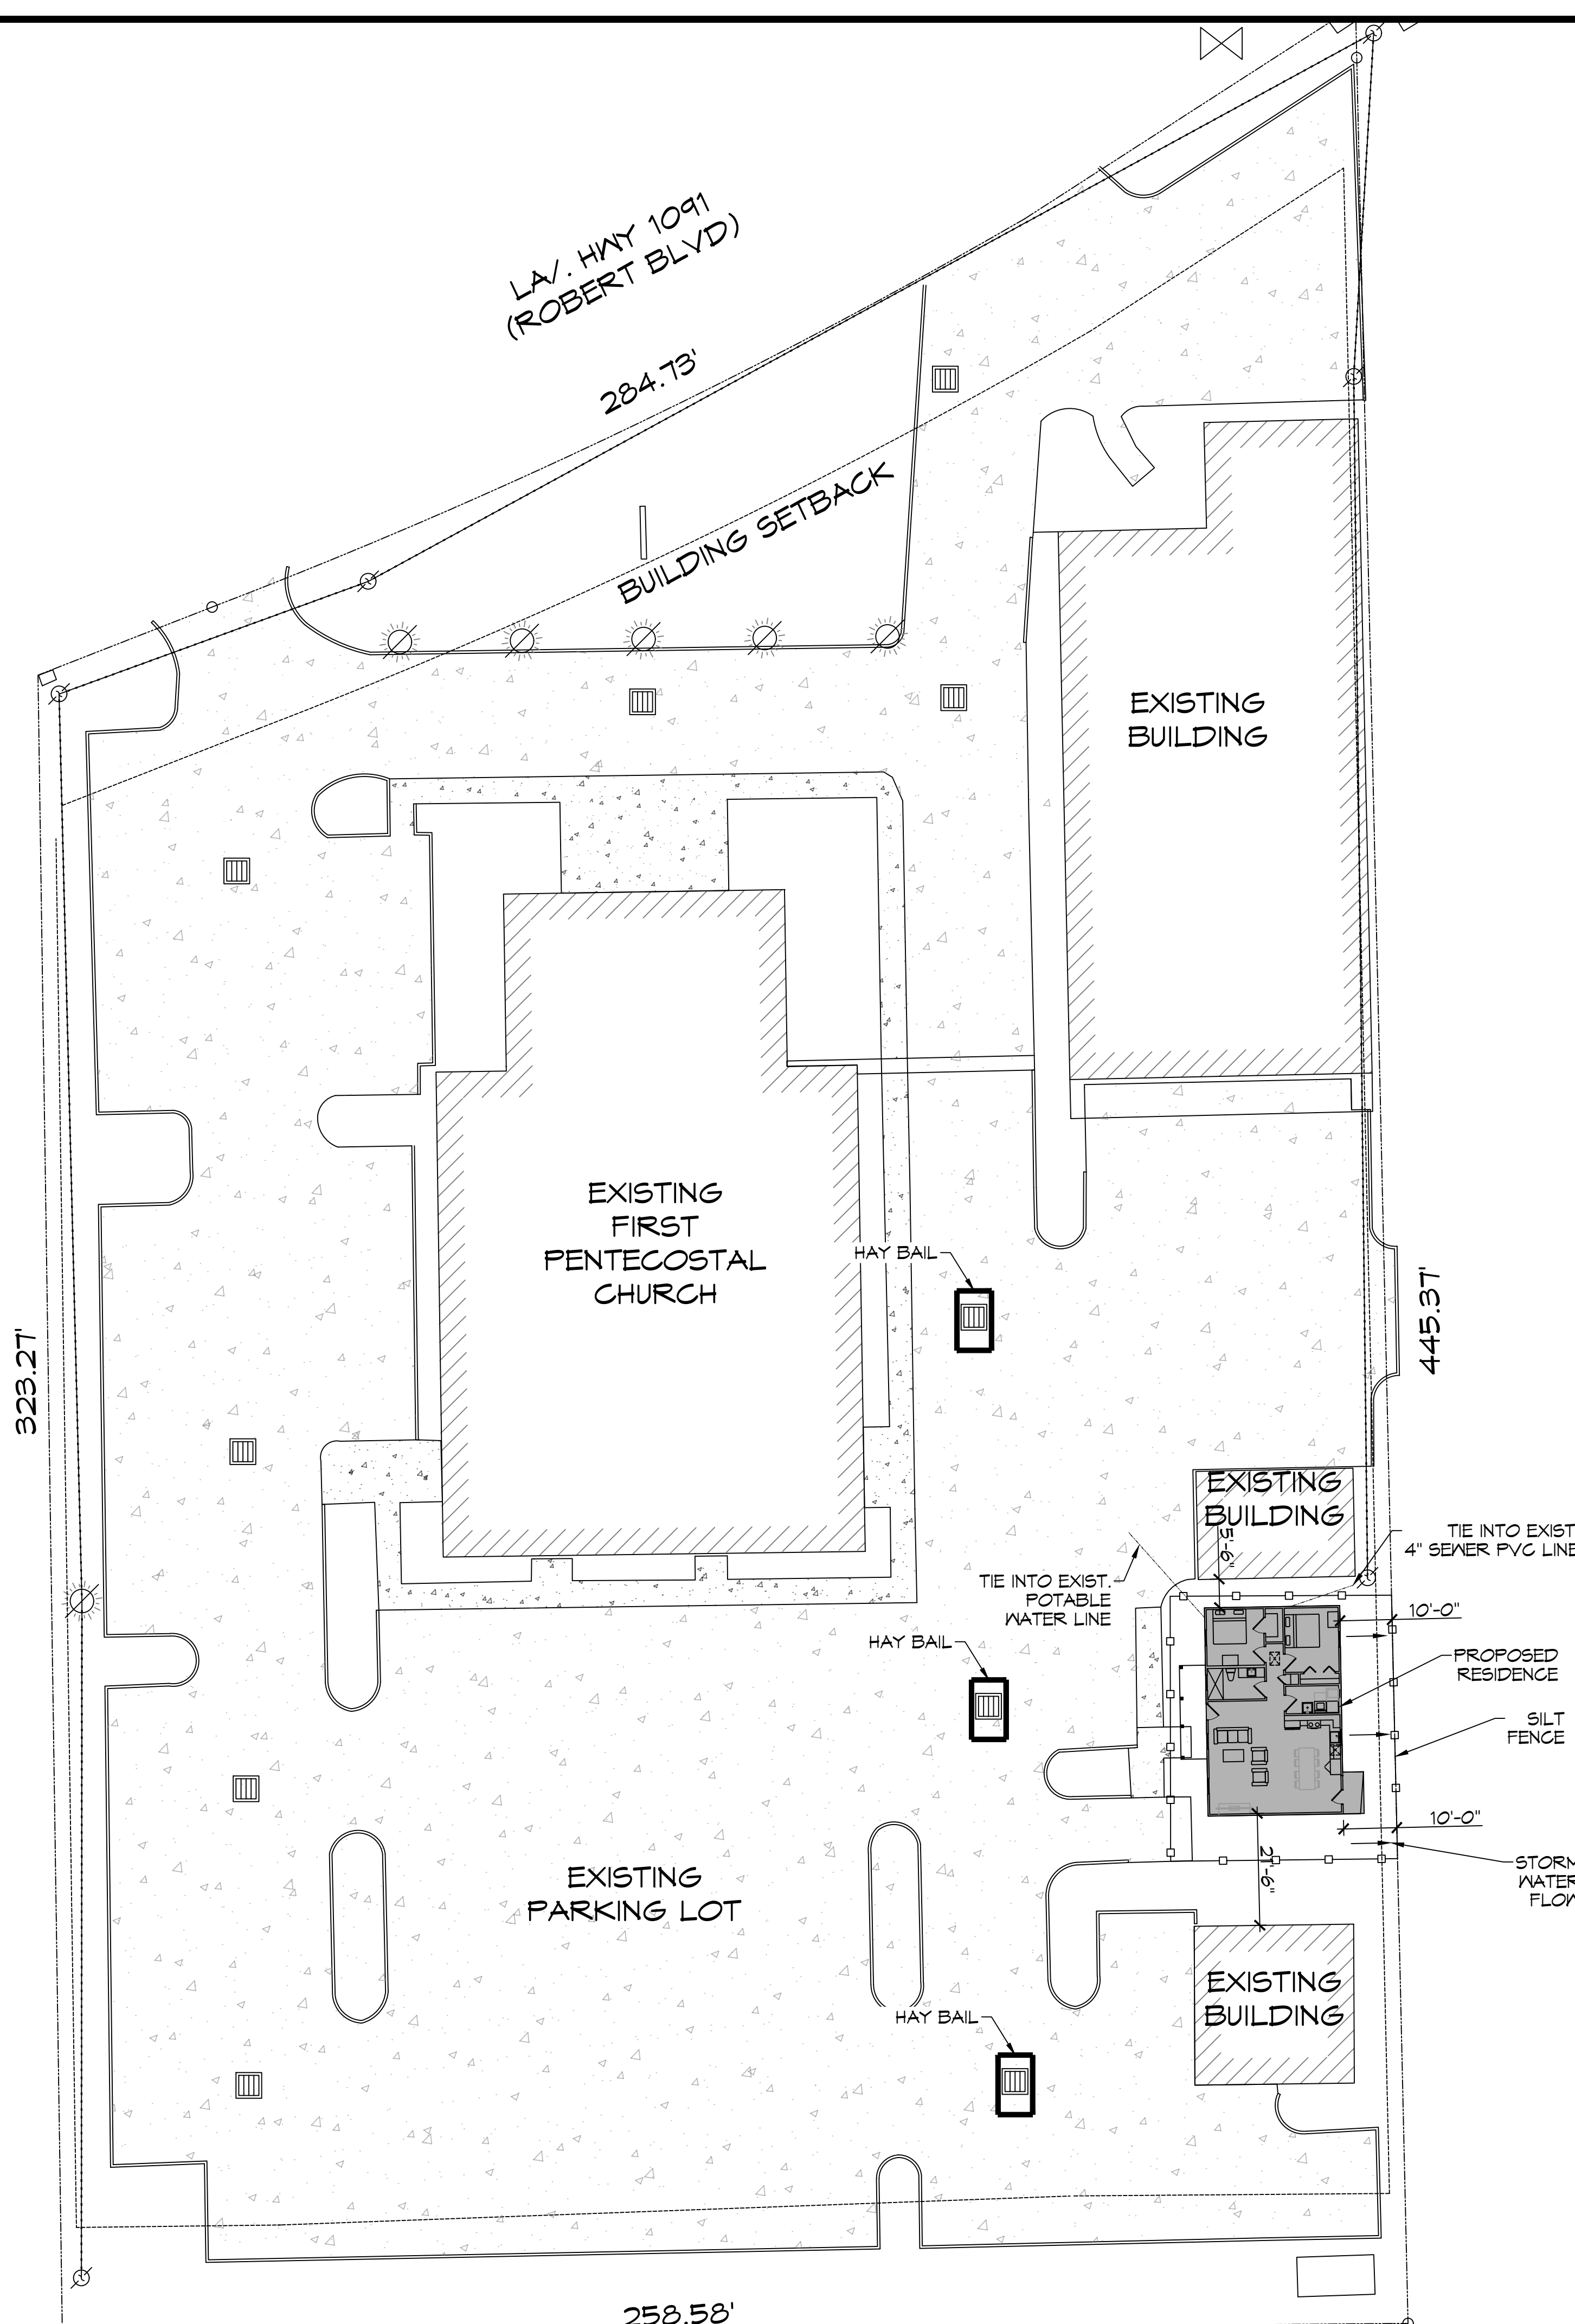 LA/. HWY 1091
(ROBERT BLVD)
284.73'
BUILDING SETBACK
EXISTING
BUILDING
EXISTING
FIRST
PENTECOSTAL
CHURCH
HAY BAIL
323.27'
445.37'
EXISTING
BUILDING
5'-6"
TIE INTO EXIST
4" SEWER PVC LINE
TIE INTO EXIST.
POTABLE
WATER LINE
10'-0"
HAY BAIL
PROPOSED
RESIDENCE
SILT
FENCE
10'-0"
21'-6"
STORM
WATER
FLOW
EXISTING
PARKING LOT
EXISTING
BUILDING
HAY BAIL
258.58'